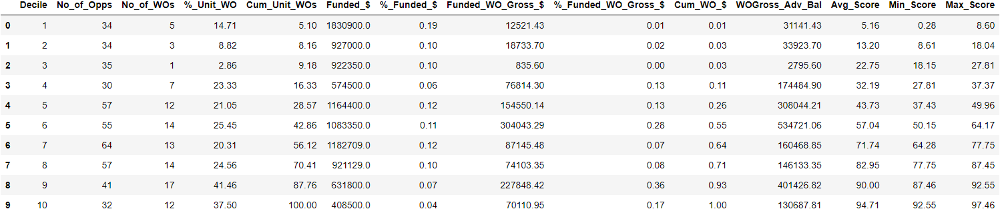 Decile No_of_Opps No_of_WOs %_Unit_WO Cum_Unit_WOs Funded_$ %_Funded_$ Funded_WO_Gross_$ %_Funded_WO_Gross_$ Cum_WO_$ WOGross_Adv_Bal Avg_Score Min_Score Max_Score
0 1 34 5 14.71 5.10 1830900.0 0.19 12521.43 0.01 0.01 31141.43 5.16 0.28 8.60
1 2 34 3 8.82 8.16 927000.0 0.10 18733.70 0.02 0.03 33923.70 13.20 8.61 18.04
2 3 35 1 2.86 9.18 922350.0 0.10 835.60 0.00 0.03 2795.60 22.75 18.15 27.81
3 4 30 7 23.33 16.33 574500.0 0.06 76814.30 0.13 0.11 174484.90 32.19 27.81 37.37
4 5 57 12 21.05 28.57 1164400.0 0.12 154550.14 0.13 0.26 308044.21 43.73 37.43 49.96
5 6 55 14 25.45 42.86 1083350.0 0.11 304043.29 0.28 0.55 534721.06 57.04 50.15 64.17
6 7 64 13 20.31 56.12 1182709.0 0.12 87145.48 0.07 0.64 160468.85 71.74 64.28 77.75
7 8 57 14 24.56 70.41 921129.0 0.10 74103.35 0.08 0.71 146133.35 82.95 77.75 87.45
8 9 41 17 41.46 87.76 631800.0 0.07 227848.42 0.36 0.93 401426.82 90.00 87.46 92.55
9 10 32 12 37.50 100.00 408500.0 0.04 70110.95 0.17 1.00 130687.81 94.71 92.55 97.46